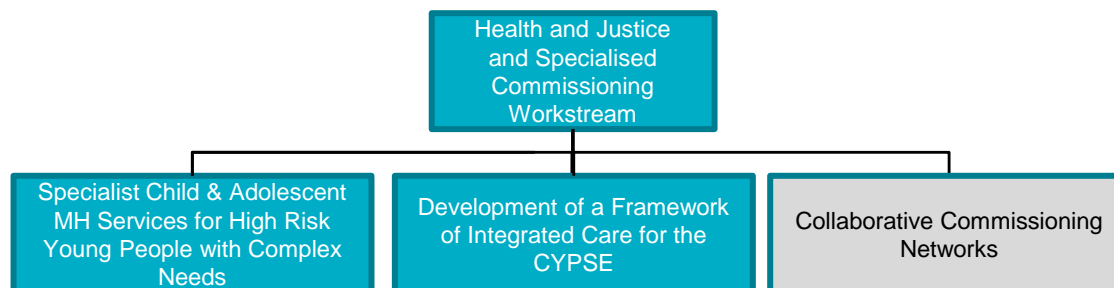 Health and Justice
and Specialised
Commissioning
Workstream
Specialist Child & Adolescent
MH Services for High Risk
Young People with Complex
Needs
Development of a Framework
of Integrated Care for the
CYPSE
Collaborative Commissioning
Networks